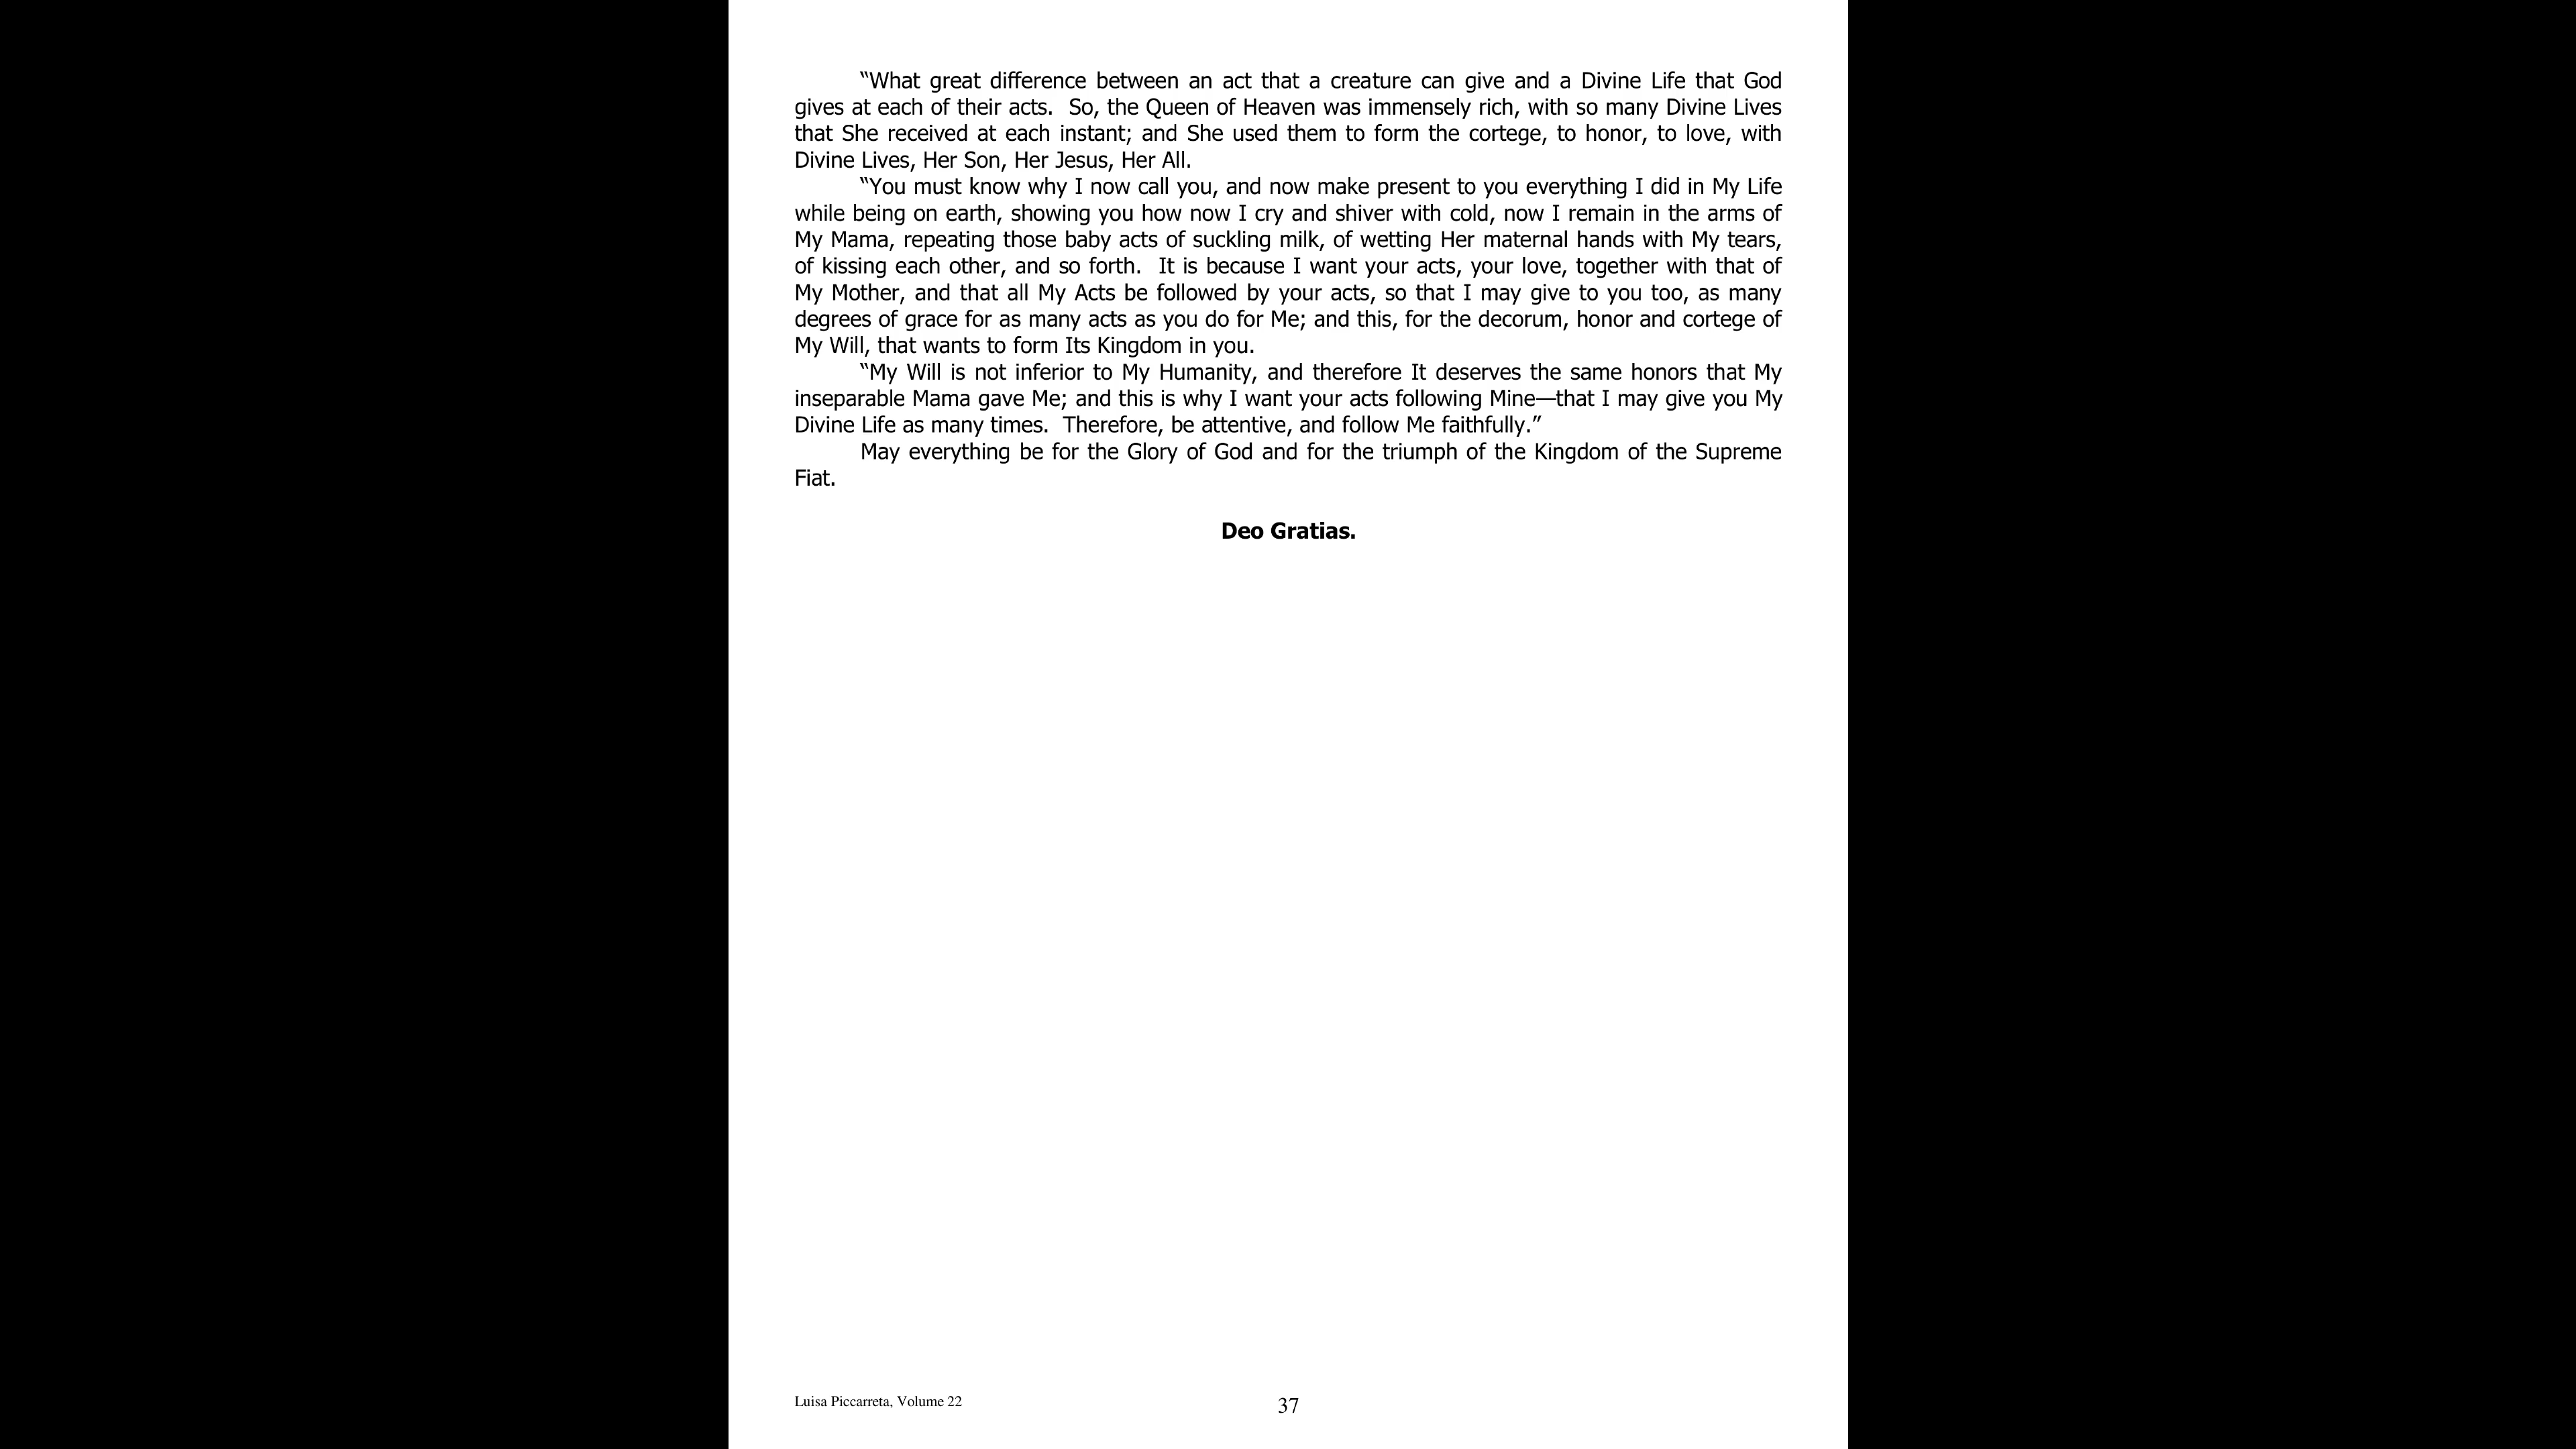 “What great difference between an act that a creature can give and a Divine Life that God
gives at each of their acts.  So, the Queen of Heaven was immensely rich, with so many Divine Lives
that She received at each instant; and She used them to form the cortege, to honor, to love, with
Divine Lives, Her Son, Her Jesus, Her All.
“You must know why I now call you, and now make present to you everything I did in My Life
while being on earth, showing you how now I cry and shiver with cold, now I remain in the arms of
My Mama, repeating those baby acts of suckling milk, of wetting Her maternal hands with My tears,
of kissing each other, and so forth.  It is because I want your acts, your love, together with that of
My Mother, and that all My Acts be followed by your acts, so that I may give to you too, as many
degrees of grace for as many acts as you do for Me; and this, for the decorum, honor and cortege of
My Will, that wants to form Its Kingdom in you.
“My Will is not inferior to My Humanity, and therefore It deserves the same honors that My
inseparable Mama gave Me; and this is why I want your acts following Mine—that I may give you My
Divine Life as many times.  Therefore, be attentive, and follow Me faithfully.”
May everything be for the Glory of God and for the triumph of the Kingdom of the Supreme
Fiat.
Deo Gratias.
Luisa Piccarreta, Volume 22
37